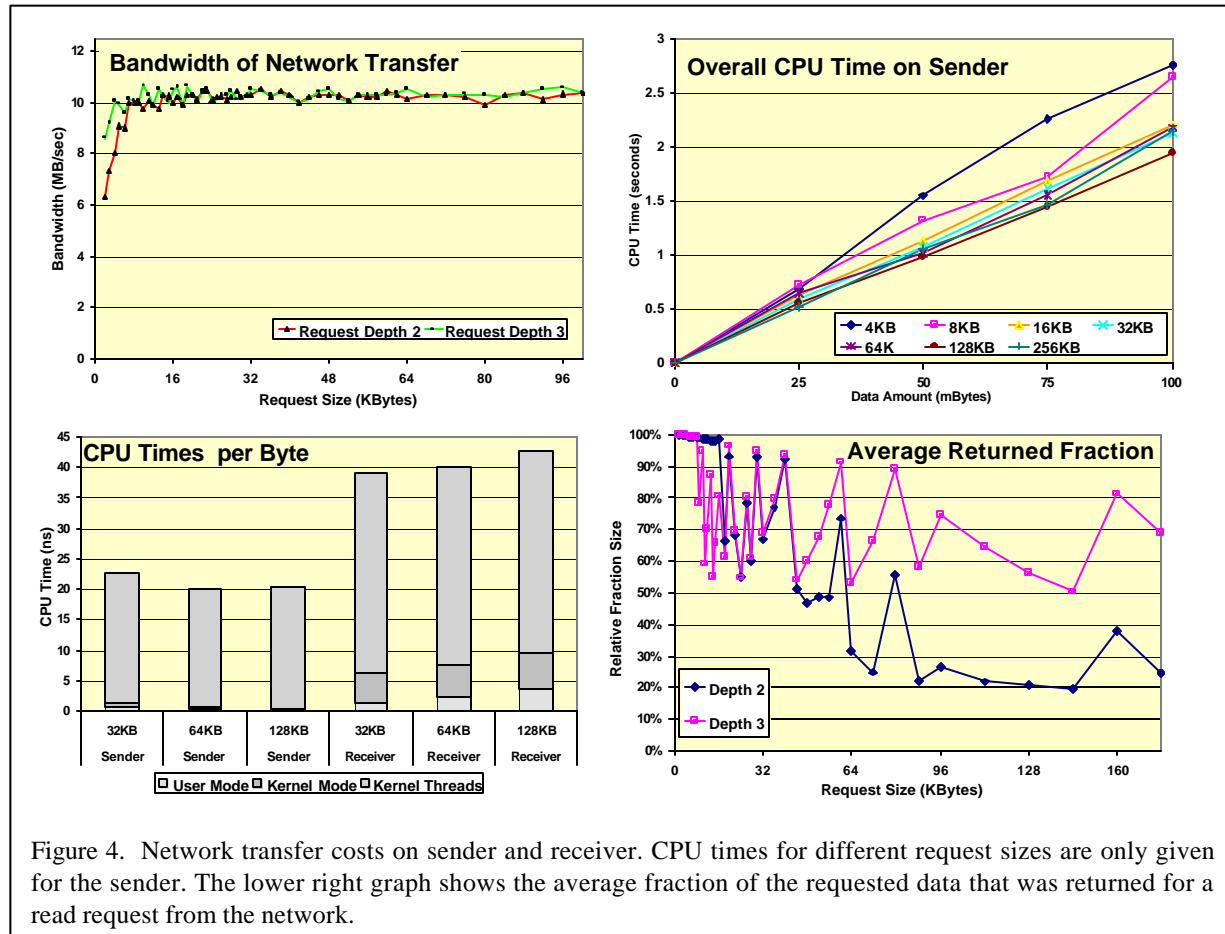 Bandwidth of Network Transfer
12
10
8
6
4
2
0
Bandwidth (MB/sec)
Request Depth 2 Request Depth 3
0 16 32 48 64 80 96
Request Size (KBytes)
Overall CPU Time on Sender
3
2.5
2
1.5
1
0.5
0
CPU Time (seconds)
4KB 8KB 16KB 32KB
64K 128KB 256KB
0 25 50 75 100
Data Amount (mBytes)
CPU Times per Byte
45
40
35
30
25
20
15
10
5
0
CPU Time (ns)
32KB 64KB 128KB 32KB 64KB 128KB
Sender Sender Sender Receiver Receiver Receiver
User Mode Kernel Mode Kernel Threads
Average Returned Fraction
100%
90%
80%
70%
60%
50%
40%
30%
20%
10%
0%
Relative Fraction Size
Depth 2
Depth 3
0 32 64 96 128 160
Request Size (KBytes)
Figure 4. Network transfer costs on sender and receiver. CPU times for different request sizes are only given
for the sender. The lower right graph shows the average fraction of the requested data that was returned for a
read request from the network.